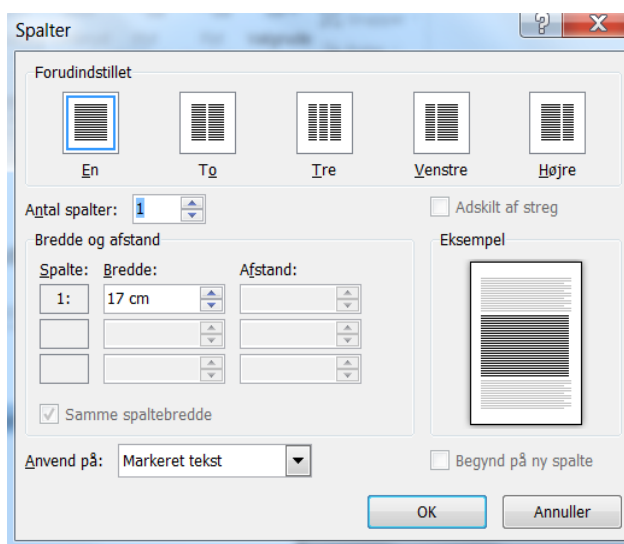 Spalter
Forudindstillet
En To Tre Venstre Højre
Antal spalter: 1 Adskilt af streg
Bredde og afstand Eksempel
Spalte: Bredde: Afstand:
1: 17 cm
Samme spaltebredde
Anvend på: Markeret tekst Begynd på ny spalte
OK Annuller